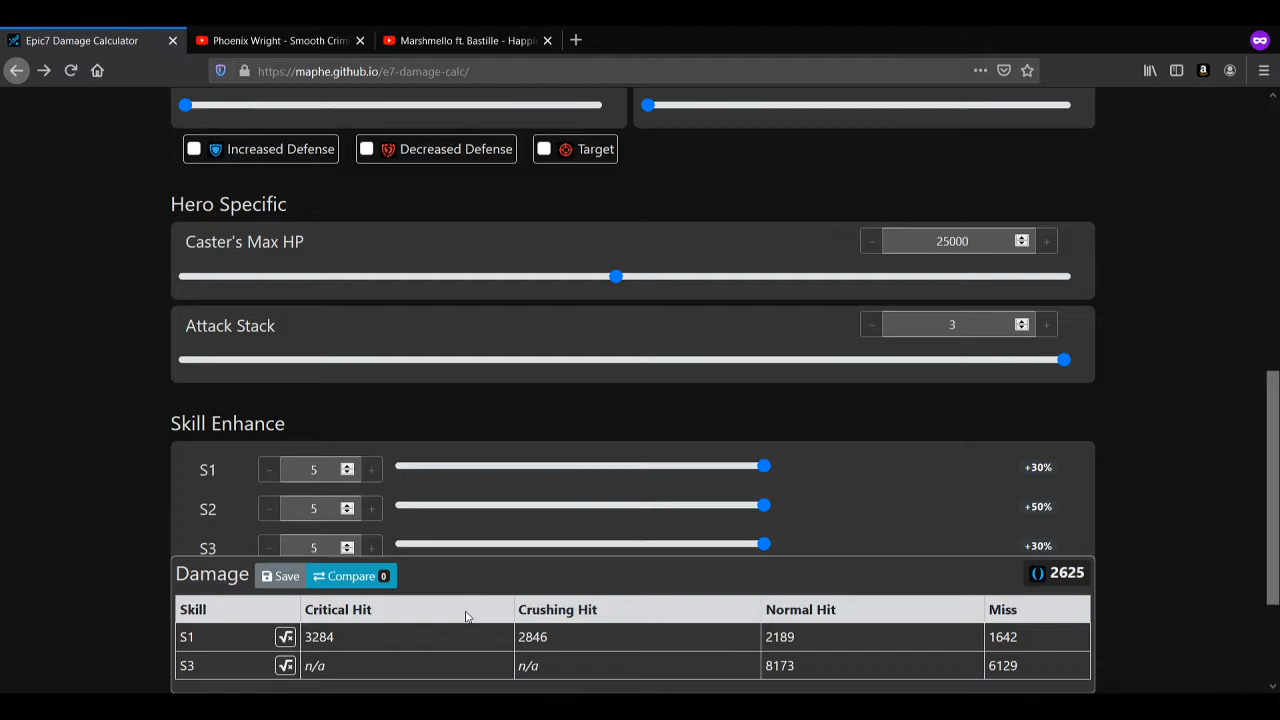 Epic7 Damage Calculator
Phoenix Wright - Smooth Crim
Marshmello ft. Bastille - Happi
https://maphe.github.io/e7-damage-calc/
Increased Defense
Decreased Defense
Target
Hero Specific
Caster's Max HP
- 25000 +
Attack Stack
- 3 +
Skill Enhance
S1 - 5 + +30%
S2 - 5 + +50%
S3 - 5 + +30%
Damage Save Compare 0 2625
Skill Critical Hit Crushing Hit Normal Hit Miss
S1 3284 2846 2189 1642
S3 n/a n/a 8173 6129